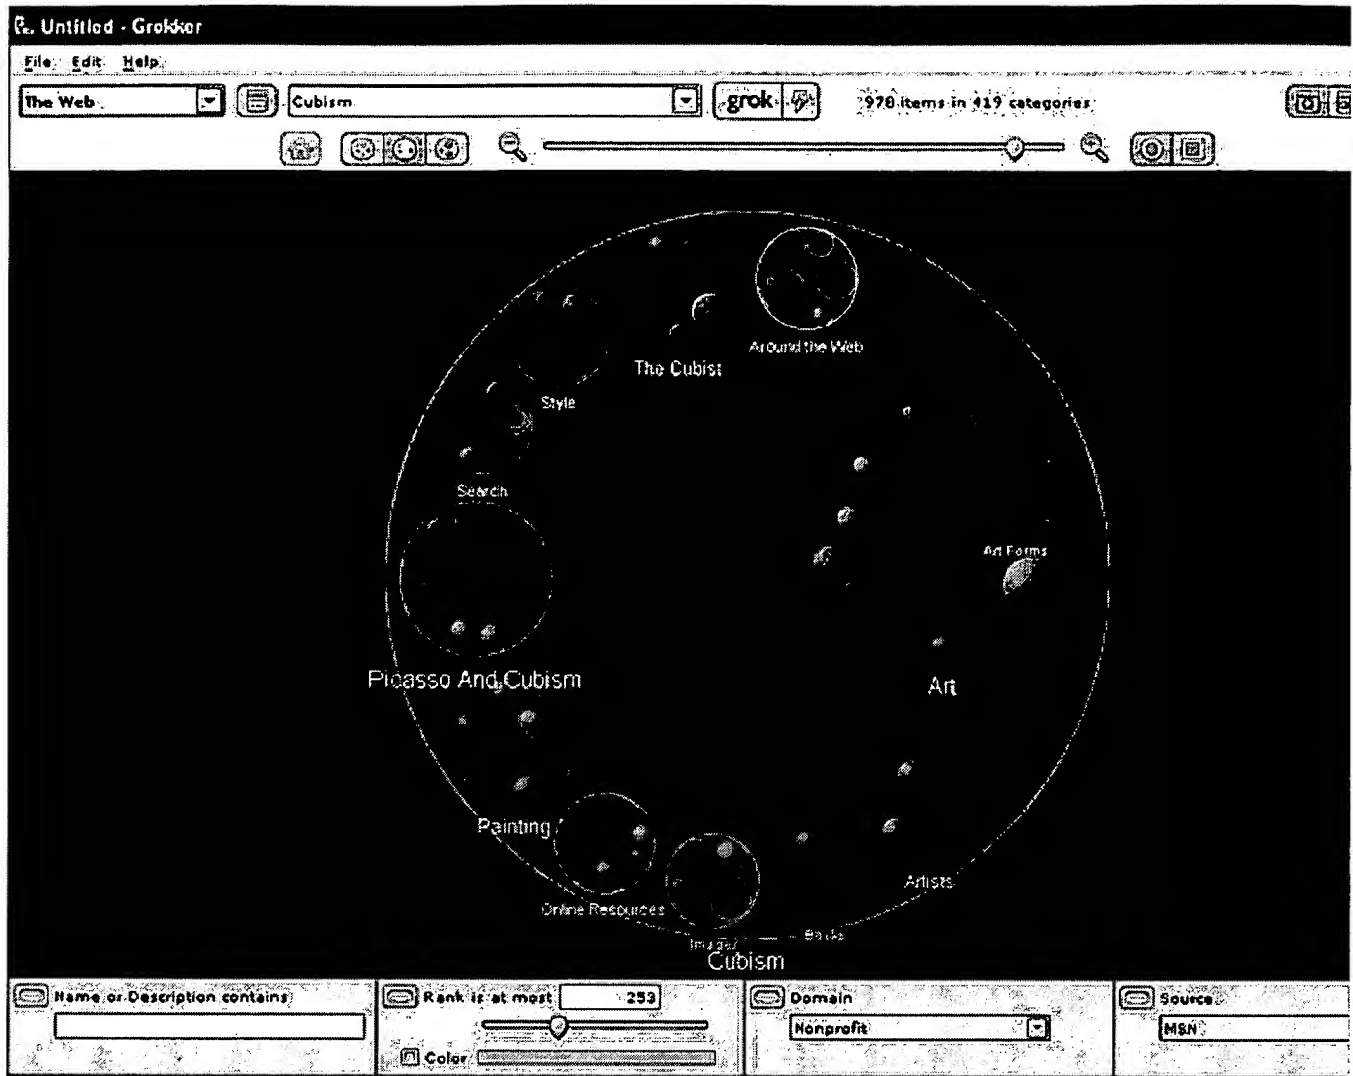 Untitled - Grokker
File Edit Help
The Web Cubism grok 978 items in 419 categories
Around the Web
The Cubist
Style
Search
Art Forms
Picasso And Cubism
Art
Painting
Artists
Online Resources
Images Books
Cubism
Name or Description contains Rank is at most 253 Domain Source
Nonprofit MSN
Color